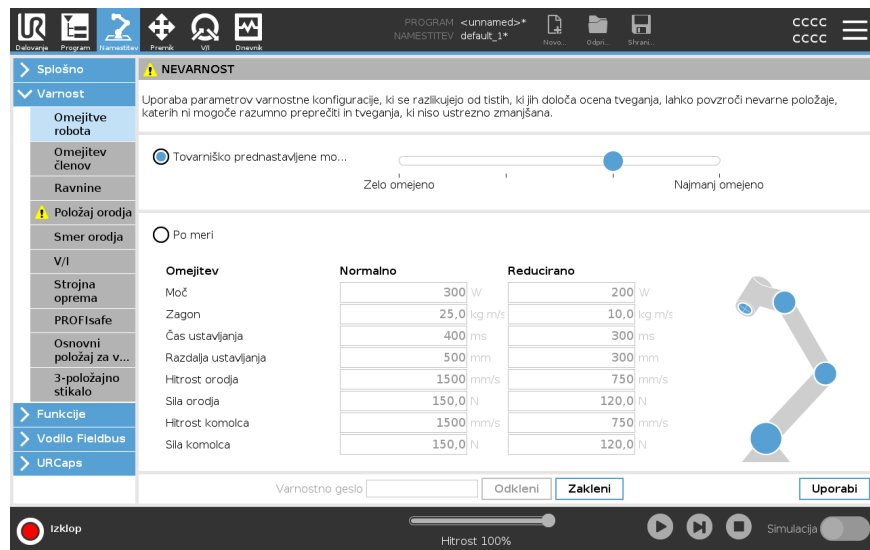 PROGRAM <unnamed>*
NAMESTITEV default_1*
Delovanje Program Namestitev Premik V/I Dnevnik Novo... Odpri... Shrani...
CCCC
CCCC
Splošno
Varnost
Omejitve
robota
Omejitev
členov
Ravnine
Položaj orodja
Smer orodja
V/I
Strojna
oprema
PROFIsafe
Osnovni
položaj za v...
3-položajno
stikalo
Funkcije
Vodilo Fieldbus
URCaps
NEVARNOST
Uporaba parametrov varnostne konfiguracije, ki se razlikujejo od tistih, ki jih določa ocena tveganja, lahko povzroči nevarne položaje,
katerih ni mogoče razumno preprečiti in tveganja, ki niso ustrezno zmanjšana.
Tovarniško prednastavljene mo...
Zelo omejeno Najmanj omejeno
Po meri
Omejitev Normalno Reducirano
Moč 300 W 200 W
Zagon 25,0 kg m/s 10,0 kg m/s
Čas ustavljanja 400 ms 300 ms
Razdalja ustavljanja 500 mm 300 mm
Hitrost orodja 1500 mm/s 750 mm/s
Sila orodja 150,0 N 120,0 N
Hitrost komolca 1500 mm/s 750 mm/s
Sila komolca 150,0 N 120,0 N
Varnostno geslo Odkleni Zakleni Uporabi
Izklop
Hitrost 100%
Simulacija